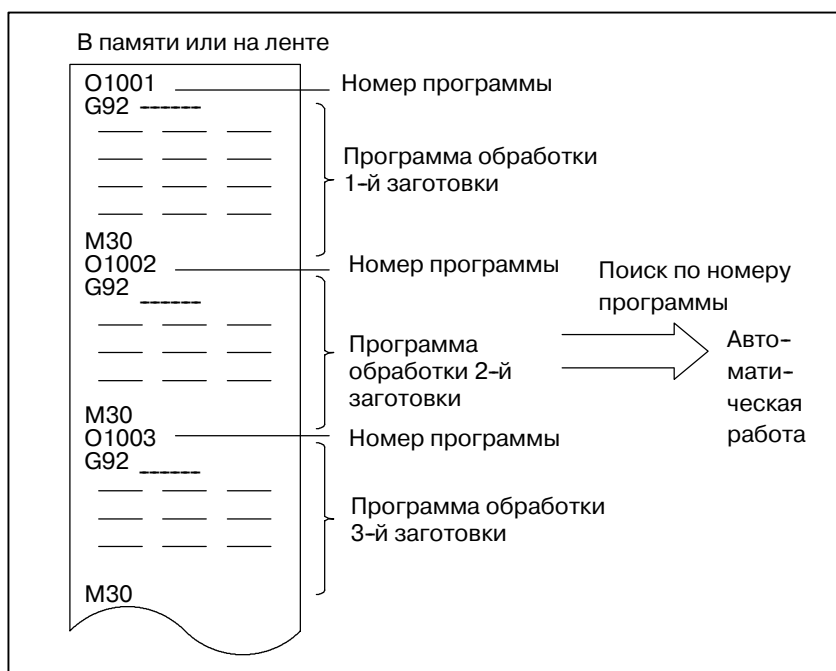 В памяти или на ленте
O1001
Номер программы
G92
Программа обработки
1-й заготовки
M30
O1002
Номер программы
G92
Программа
обработки 2-й
заготовки
Поиск по номеру
программы
Авто-
мати-
ческая
работа
M30
O1003
Номер программы
G92
Программа обработки
3-й заготовки
M30